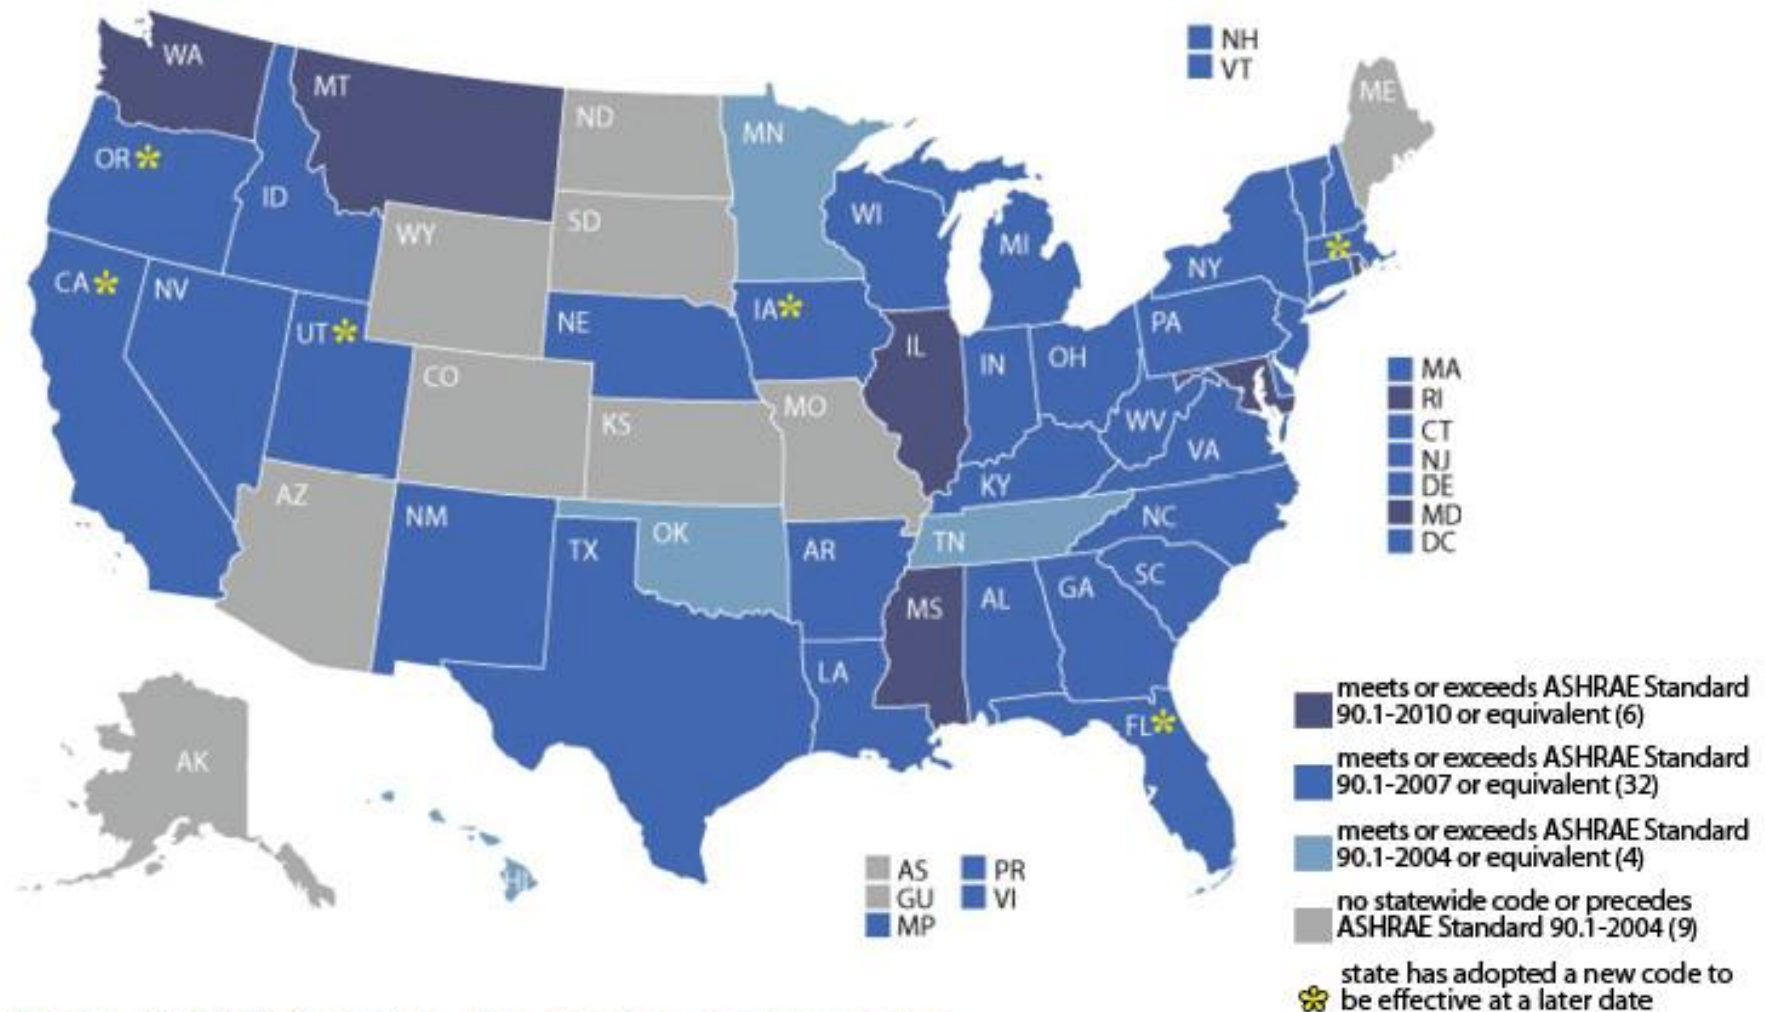 WA
MT
ND
MN
NH
VT
ME
OR
ID
WY
SD
WI
MI
NY
CA
NV
UT
NE
IA
IL
IN
OH
PA
CO
KS
MO
WV
VA
KY
MA
RI
CT
NJ
DE
MD
DC
AZ
NM
TX
OK
AR
TN
NC
SC
MS
AL
GA
LA
FL
AK
HI
AS
GU
MP
PR
VI
meets or exceeds ASHRAE Standard
90.1-2010 or equivalent (6)
meets or exceeds ASHRAE Standard
90.1-2007 or equivalent (32)
meets or exceeds ASHRAE Standard
90.1-2004 or equivalent (4)
no statewide code or precedes
ASHRAE Standard 90.1-2004 (9)
state has adopted a new code to
be effective at a later date